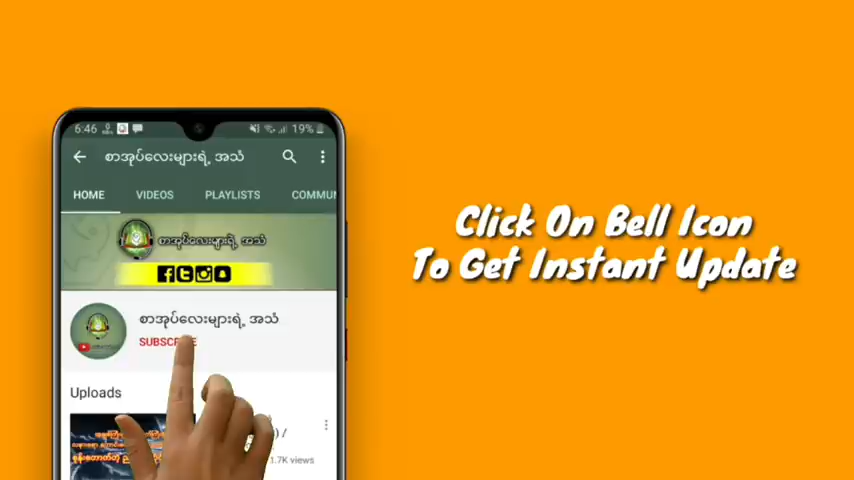 6:46
19%
စာအုပ်လေးများရဲ့ အသံ
HOME VIDEOS PLAYLISTS COMMUN
စာအုပ်လေးများရဲ့ အသံ
စာအုပ်လေးများရဲ့ အသံ
SUBSCRIBE
Uploads
) /
1.7K views
Click On Bell Icon
To Get Instant Update